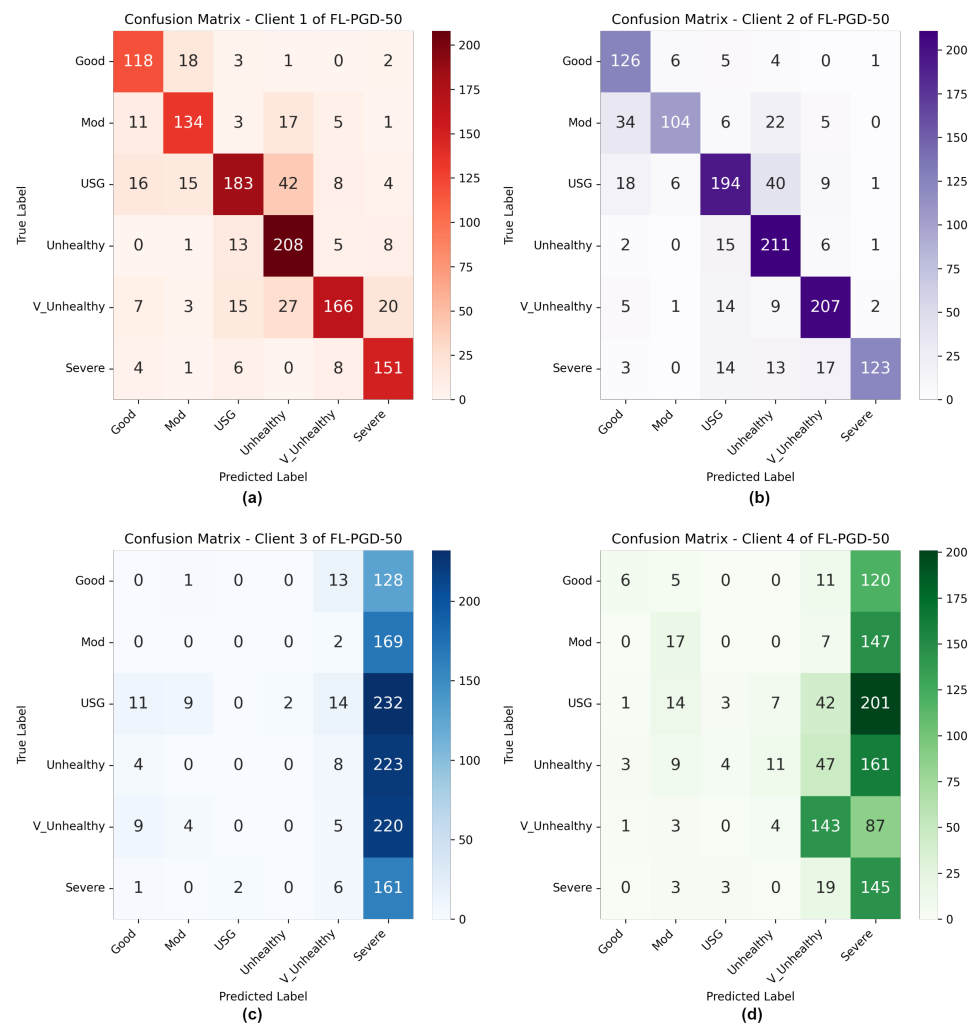 Confusion Matrix - Client 1 of FL-PGD-50
Good 118 18 3 1 0 2
Mod 11 134 3 17 5 1
USG 16 15 183 42 8 4
Unhealthy 0 1 13 208 5 8
V_Unhealthy 7 3 15 27 166 20
Severe 4 1 6 0 8 151
True Label
Good Mod USG Unhealthy V_Unhealthy Severe
Predicted Label
200
175
150
125
100
75
50
25
0
(a)
Confusion Matrix - Client 2 of FL-PGD-50
Good 126 6 5 4 0 1
Mod 34 104 6 22 5 0
USG 18 6 194 40 9 1
Unhealthy 2 0 15 211 6 1
V_Unhealthy 5 1 14 9 207 2
Severe 3 0 14 13 17 123
True Label
Good Mod USG Unhealthy V_Unhealthy Severe
Predicted Label
200
175
150
125
100
75
50
25
0
(b)
Confusion Matrix - Client 3 of FL-PGD-50
Good 0 1 0 0 13 128
Mod 0 0 0 0 2 169
USG 11 9 0 2 14 232
Unhealthy 4 0 0 0 8 223
V_Unhealthy 9 4 0 0 5 220
Severe 1 0 2 0 6 161
True Label
Good Mod USG Unhealthy V_Unhealthy Severe
Predicted Label
200
150
100
50
0
(c)
Confusion Matrix - Client 4 of FL-PGD-50
Good 6 5 0 0 11 120
Mod 0 17 0 0 7 147
USG 1 14 3 7 42 201
Unhealthy 3 9 4 11 47 161
V_Unhealthy 1 3 0 4 143 87
Severe 0 3 3 0 19 145
True Label
Good Mod USG Unhealthy V_Unhealthy Severe
Predicted Label
200
175
150
125
100
75
50
25
0
(d)